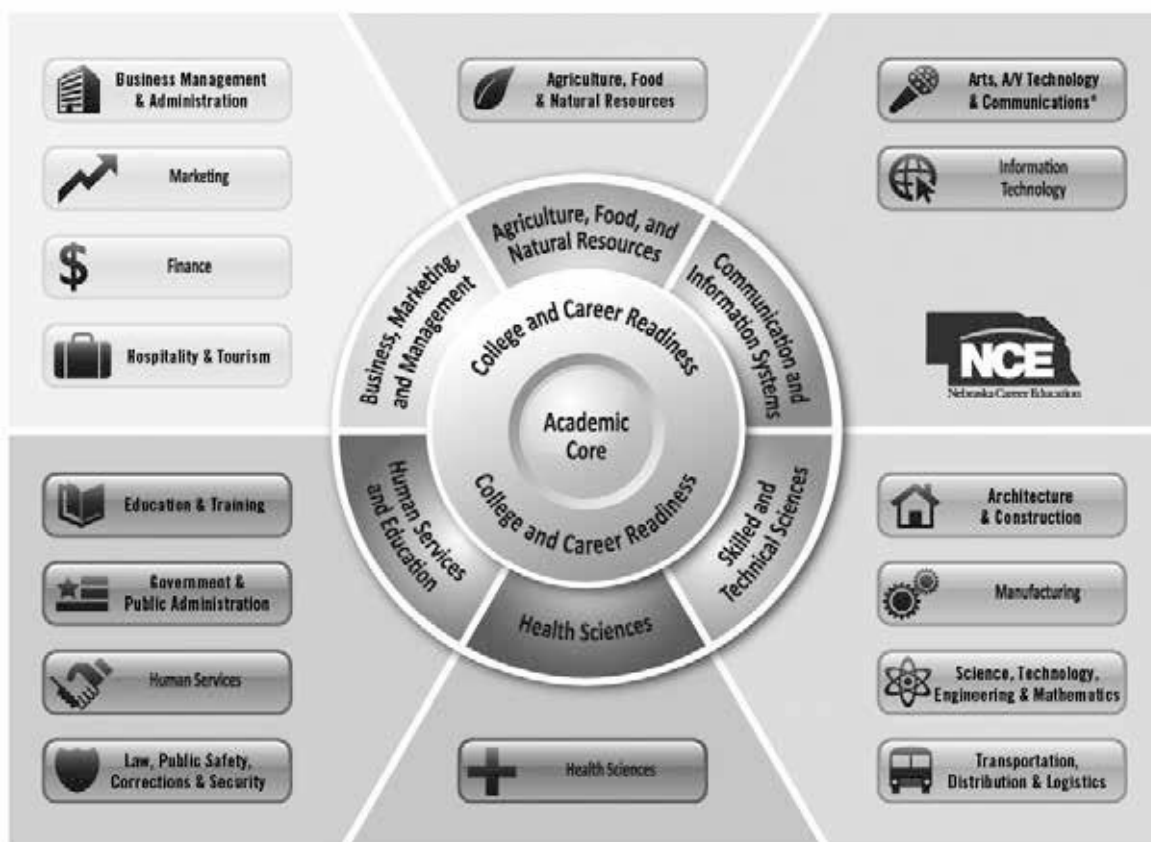 Business Management
& Administration
Marketing
Finance
Hospitality & Tourism
Agriculture, Food
& Natural Resources
Arts, A/V Technology
& Communications*
Information
Technology
NCE
Nebraska Career Education
Agriculture, Food, and
Natural Resources
Communication and
Information Systems
Business, Marketing,
and Management
College and Career Readiness
Academic
Core
College and Career Readiness
Human Services
and Education
Skilled and
Technical Sciences
Health Sciences
Education & Training
Government &
Public Administration
Human Services
Law, Public Safety,
Corrections & Security
Health Sciences
Architecture
& Construction
Manufacturing
Science, Technology,
Engineering & Mathematics
Transportation,
Distribution & Logistics